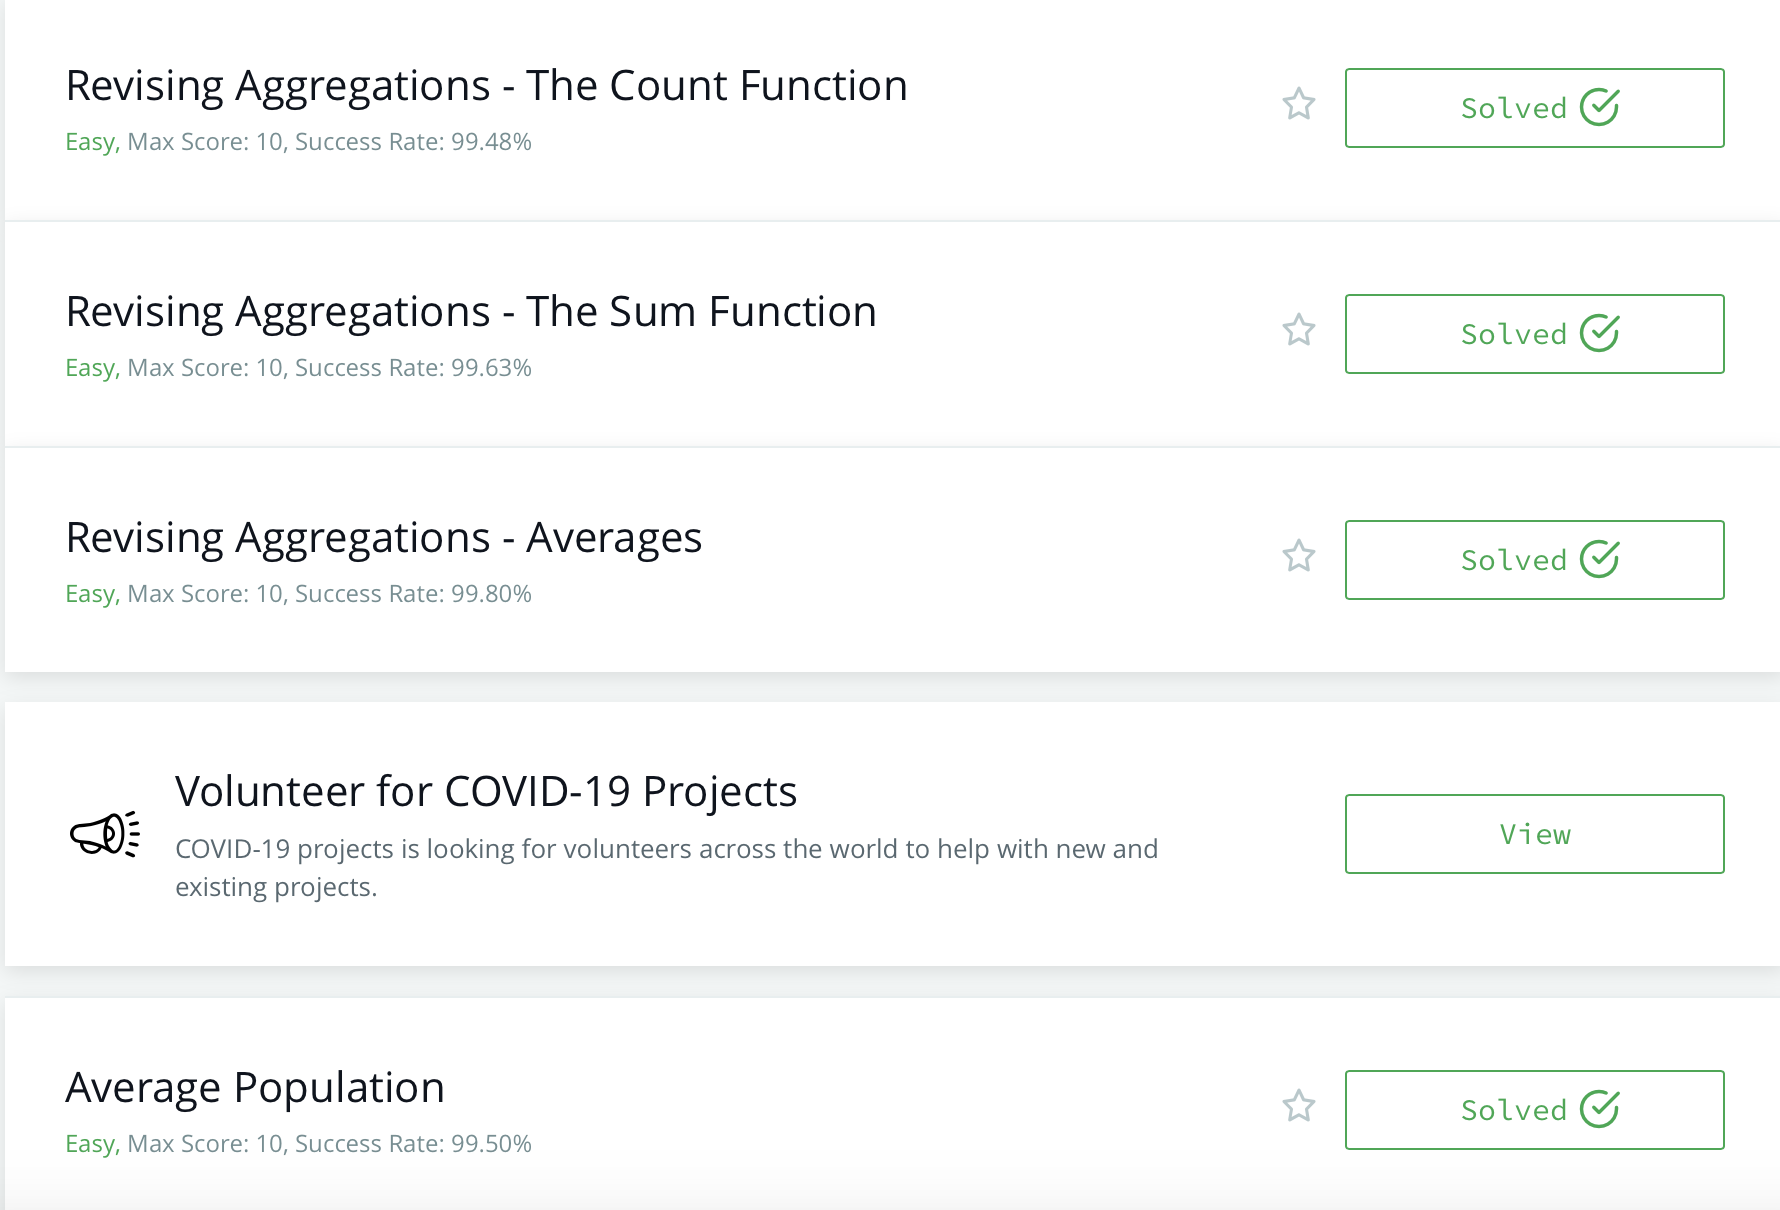 Revising Aggregations - The Count Function
Easy, Max Score: 10, Success Rate: 99.48%
Solved
Revising Aggregations - The Sum Function
Easy, Max Score: 10, Success Rate: 99.63%
Solved
Revising Aggregations - Averages
Easy, Max Score: 10, Success Rate: 99.80%
Solved
Volunteer for COVID-19 Projects
COVID-19 projects is looking for volunteers across the world to help with new and
existing projects.
View
Average Population
Easy, Max Score: 10, Success Rate: 99.50%
Solved